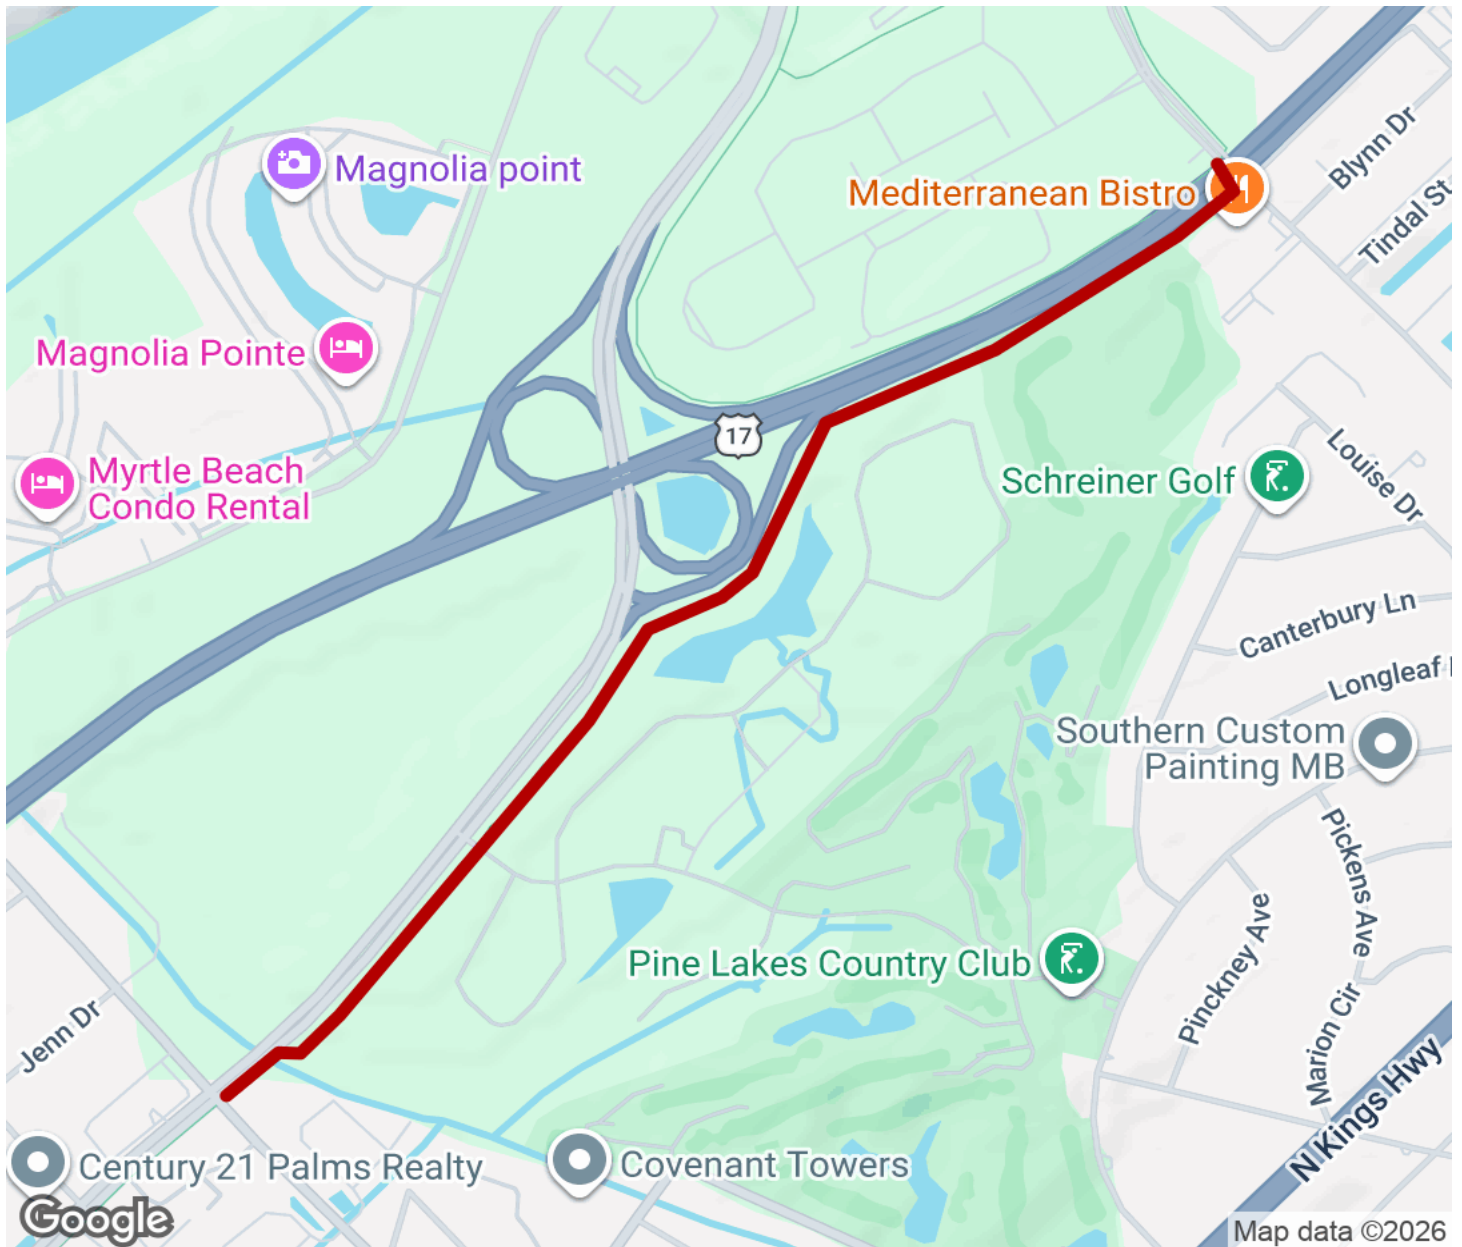 Blynn Dr
Magnolia point
Mediterranean Bistro
Tindal St
Magnolia Pointe
17
Myrtle Beach
Condo Rental
Schreiner Golf
Louise Dr
Canterbury Ln
Longleaf
Southern Custom
Painting MB
Pickens Ave
Pinckney Ave
Pine Lakes Country Club
Jenn Dr
Marion Cir
N Kings Hwy
Century 21 Palms Realty
Covenant Towers
Google
Map data ©2026